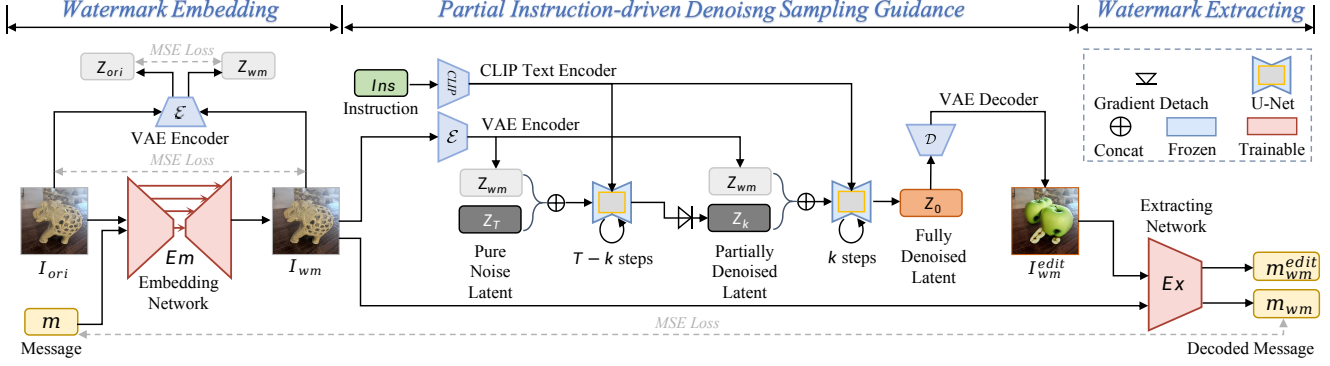 Watermark Embedding
Partial Instruction-driven Denoisng Sampling Guidance
Watermark Extracting
MSE Loss
Z_ori
Z_wm
ℰ
VAE Encoder
MSE Loss
I_ori
Em
Embedding
Network
I_wm
m
Message
Ins
Instruction
CLIP
CLIP Text Encoder
ℰ
VAE Encoder
Z_wm
Z_T
Pure
Noise
Latent
T − k steps
Z_wm
Z_k
Partially
Denoised
Latent
k steps
Z_0
Fully
Denoised
Latent
𝒟
VAE Decoder
I_wm^edit
Gradient Detach
U-Net
Concat
Frozen
Trainable
Extracting
Network
Ex
m_wm^edit
m_wm
MSE Loss
Decoded Message